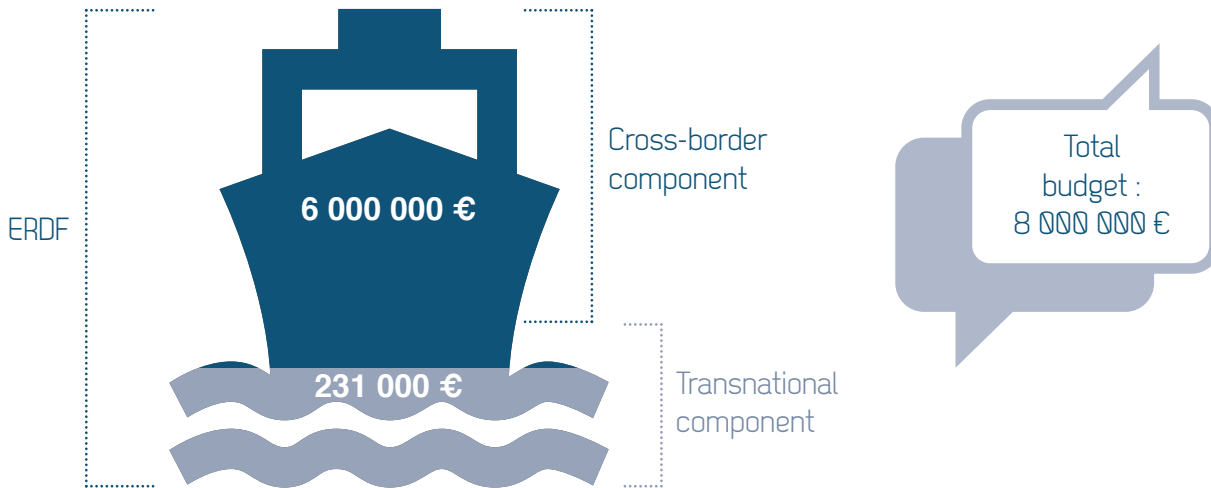 ERDF
6 000 000 €
231 000 €
Cross-border
component
Transnational
component
Total
budget :
8 000 000 €